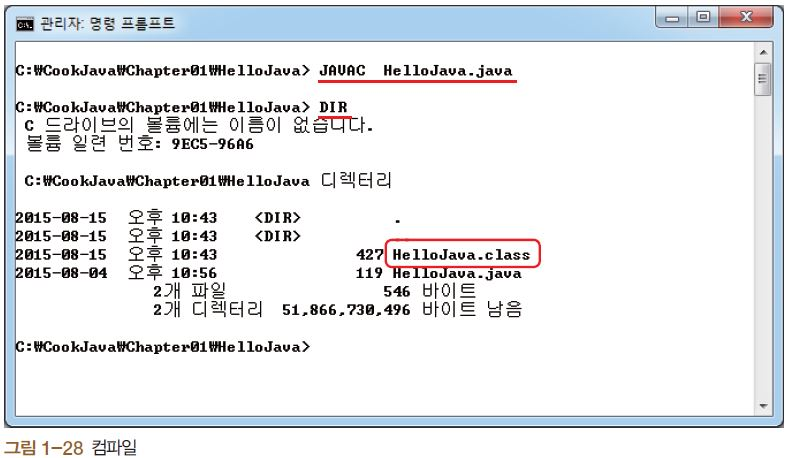 관리자: 명령 프롬프트
C:₩CookJava₩Chapter01₩HelloJava> JAVAC  HelloJava.java
C:₩CookJava₩Chapter01₩HelloJava> DIR
C 드라이브의 볼륨에는 이름이 없습니다.
볼륨 일련 번호: 9EC5-96A6
C:₩CookJava₩Chapter01₩HelloJava 디렉터리
2015-08-15  오후 10:43    <DIR>          .
2015-08-15  오후 10:43    <DIR>
2015-08-15  오후 10:43               427 HelloJava.class
2015-08-04  오후 10:56               119 HelloJava.java
2개 파일                 546 바이트
2개 디렉터리  51,866,730,496 바이트 남음
C:₩CookJava₩Chapter01₩HelloJava>
그림 1-28 컴파일